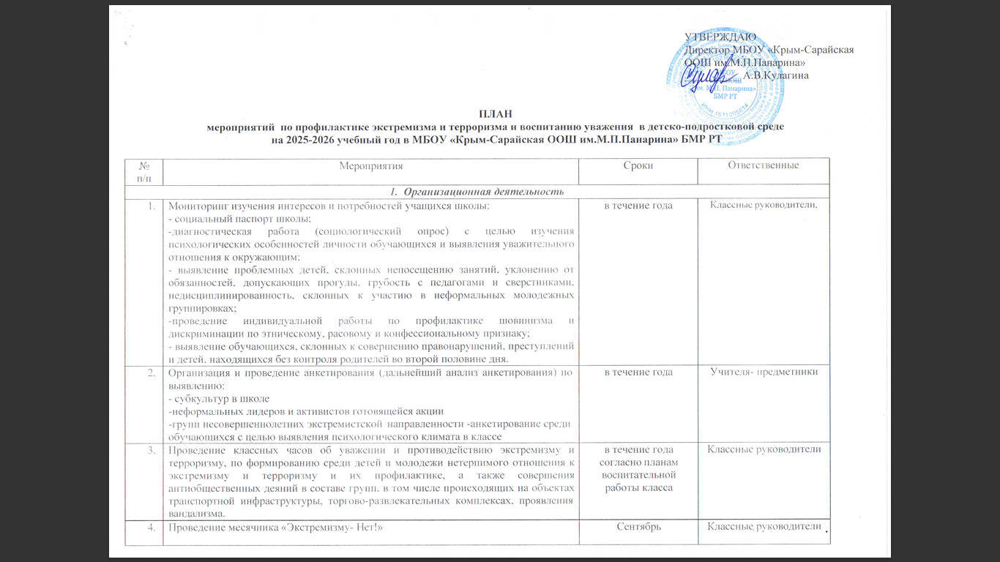 УТВЕРЖДАЮ
Директор МБОУ «Крым-Сарайская
ООШ им.М.П.Панарина»
А.В.Кулагина
им. М.П. Панарина»
БМР РТ
ИНН 1611005614
ПЛАН
мероприятий по профилактике экстремизма и терроризма и воспитанию уважения в детско-подростковой среде
на 2025-2026 учебный год в МБОУ «Крым-Сарайская ООШ им.М.П.Панарина» БМР РТ
№ Мероприятия Сроки Ответственные
п/п
1. Организационная деятельность
1. Мониторинг изучения интересов и потребностей учащихся школы: в течение года Классные руководители,
- социальный паспорт школы;
-диагностическая работа (социологический опрос) с целью изучения
психологических особенностей личности обучающихся и выявления уважительного
отношения к окружающим;
- выявление проблемных детей, склонных непосещению занятий, уклонению от
обязанностей, допускающих прогулы, грубость с педагогами и сверстниками,
недисциплинированность, склонных к участию в неформальных молодежных
группировках;
-проведение индивидуальной работы по профилактике шовинизма и
дискриминации по этническому, расовому и конфессиональному признаку;
- выявление обучающихся, склонных к совершению правонарушений, преступлений
и детей, находящихся без контроля родителей во второй половине дня.
2. Организация и проведение анкетирования (дальнейший анализ анкетирования) по в течение года Учителя- предметники
выявлению:
- субкультур в школе
-неформальных лидеров и активистов готовящейся акции
-групп несовершеннолетних экстремистской направленности -анкетирование среди
обучающихся с целью выявления психологического климата в классе
3. Проведение классных часов об уважении и противодействию экстремизму и в течение года Классные руководители
терроризму, по формированию среди детей и молодежи нетерпимого отношения к согласно планам
экстремизму и терроризму и их профилактике, а также совершения воспитательной
антиобщественных деяний в составе групп, в том числе происходящих на объектах работы класса
транспортной инфраструктуры, торгово-развлекательных комплексах, проявления
вандализма.
4. Проведение месячника «Экстремизму- Нет!» Сентябрь Классные руководители